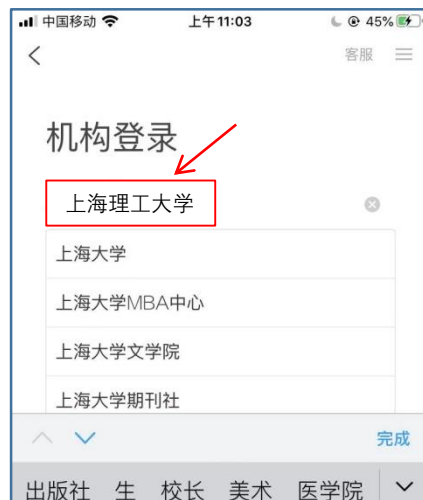 中国移动 上午11:03 45%
客服
机构登录
上海理工大学
上海大学
上海大学MBA中心
上海大学文学院
上海大学期刊社
完成
出版社 生 校长 美术 医学院